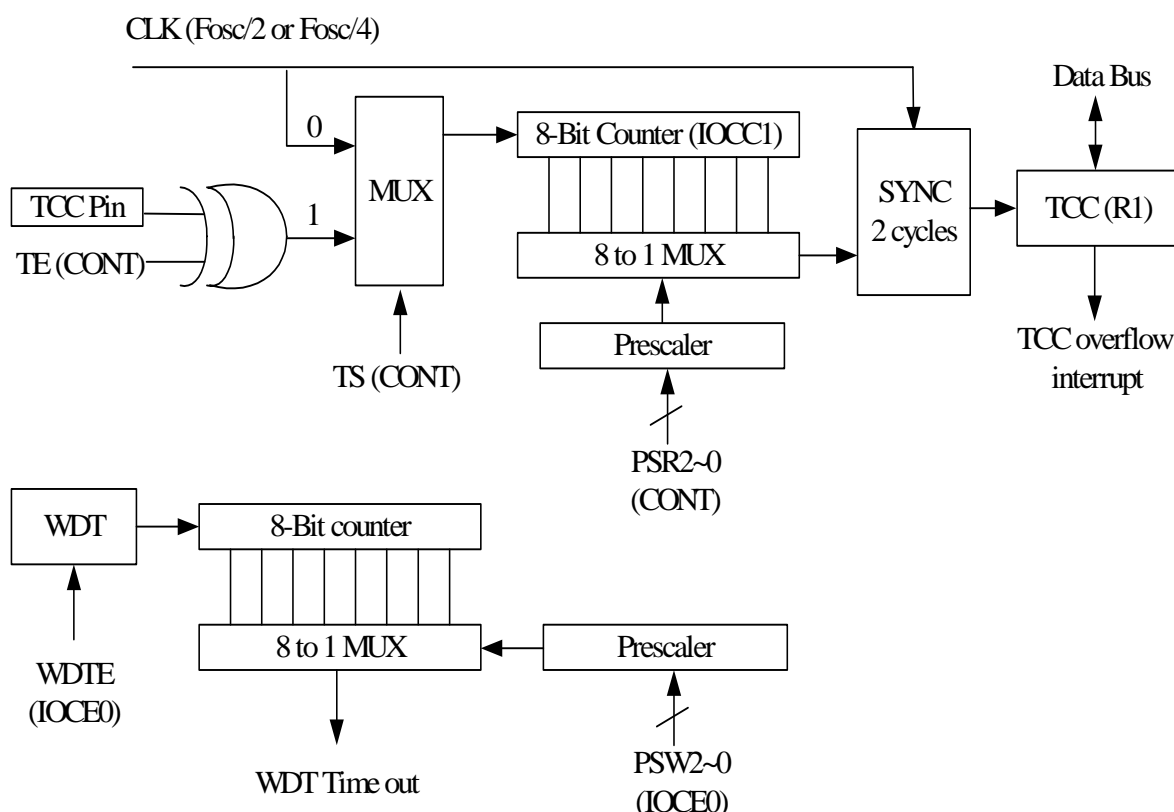 CLK (Fosc/2 or Fosc/4)
Data Bus
0
8-Bit Counter (IOCC1)
MUX
SYNC
2 cycles
TCC Pin
TCC (R1)
1
TE (CONT)
8 to 1 MUX
Prescaler
TCC overflow
interrupt
TS (CONT)
PSR2~0
(CONT)
WDT
8-Bit counter
8 to 1 MUX
Prescaler
WDTE
(IOCE0)
PSW2~0
(IOCE0)
WDT Time out